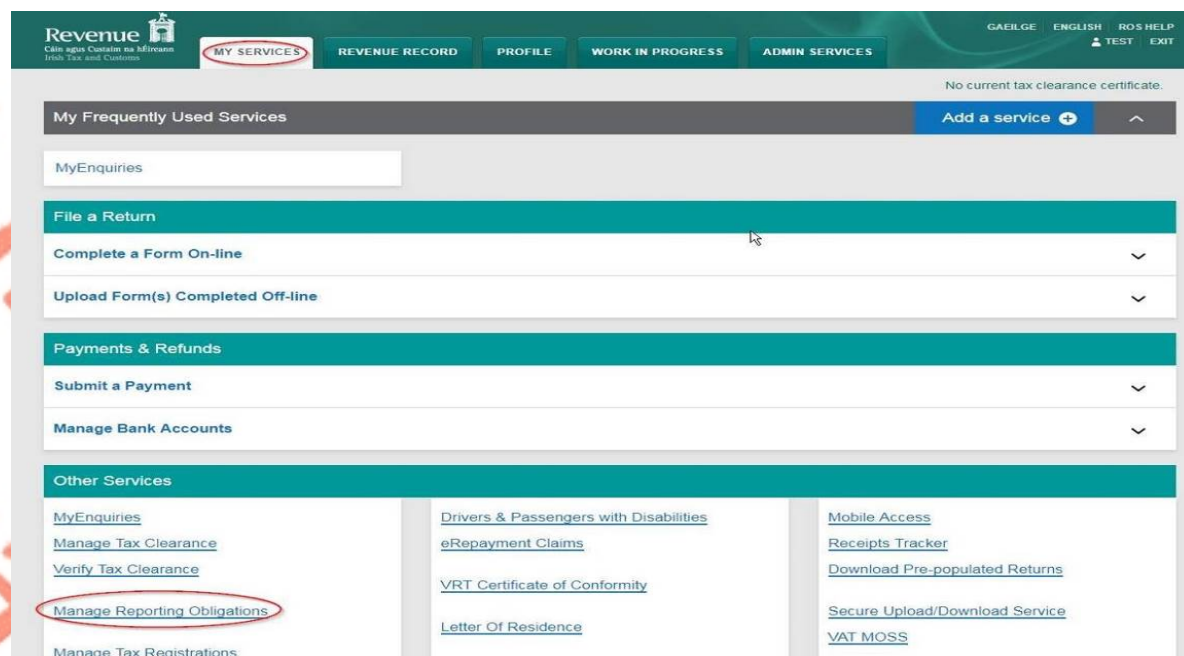 Revenue
Cáin agus Custaim na hÉireann
Irish Tax and Customs
MY SERVICES
REVENUE RECORD
PROFILE
WORK IN PROGRESS
ADMIN SERVICES
GAEILGE ENGLISH ROS HELP
TEST EXIT
No current tax clearance certificate.
My Frequently Used Services
Add a service
MyEnquiries
File a Return
Complete a Form On-line
Upload Form(s) Completed Off-line
Payments & Refunds
Submit a Payment
Manage Bank Accounts
Other Services
MyEnquiries
Manage Tax Clearance
Verify Tax Clearance
Manage Reporting Obligations
Manage Tax Registrations
Drivers & Passengers with Disabilities
eRepayment Claims
VRT Certificate of Conformity
Letter Of Residence
Mobile Access
Receipts Tracker
Download Pre-populated Returns
Secure Upload/Download Service
VAT MOSS